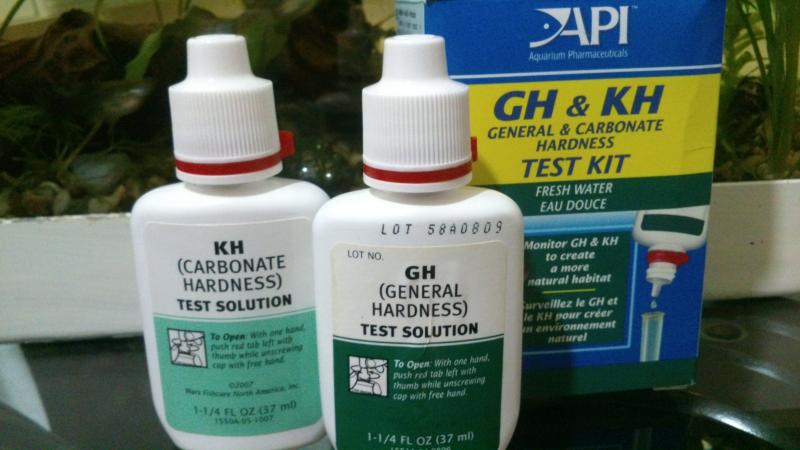 KH
(CARBONATE
HARDNESS)
TEST SOLUTION
To Open: With one hand,
push red tab left with
thumb while unscrewing
cap with free hand.
©2007
Mars Fishcare North America, Inc.
1-1/4 FL OZ (37 ml)
1550A-05-1007
LOT 58A0809
LOT NO.
GH
(GENERAL
HARDNESS)
TEST SOLUTION
To Open: With one hand,
push red tab left with
thumb while unscrewing
cap with free hand.
1-1/4 FL OZ (37 ml)
API™
Aquarium Pharmaceuticals
GH & KH
GENERAL & CARBONATE
HARDNESS
TEST KIT
FRESH WATER
EAU DOUCE
Monitor GH & KH
to create
a more
natural habitat
Surveillez le GH et
le KH pour créer
un environnement
naturel